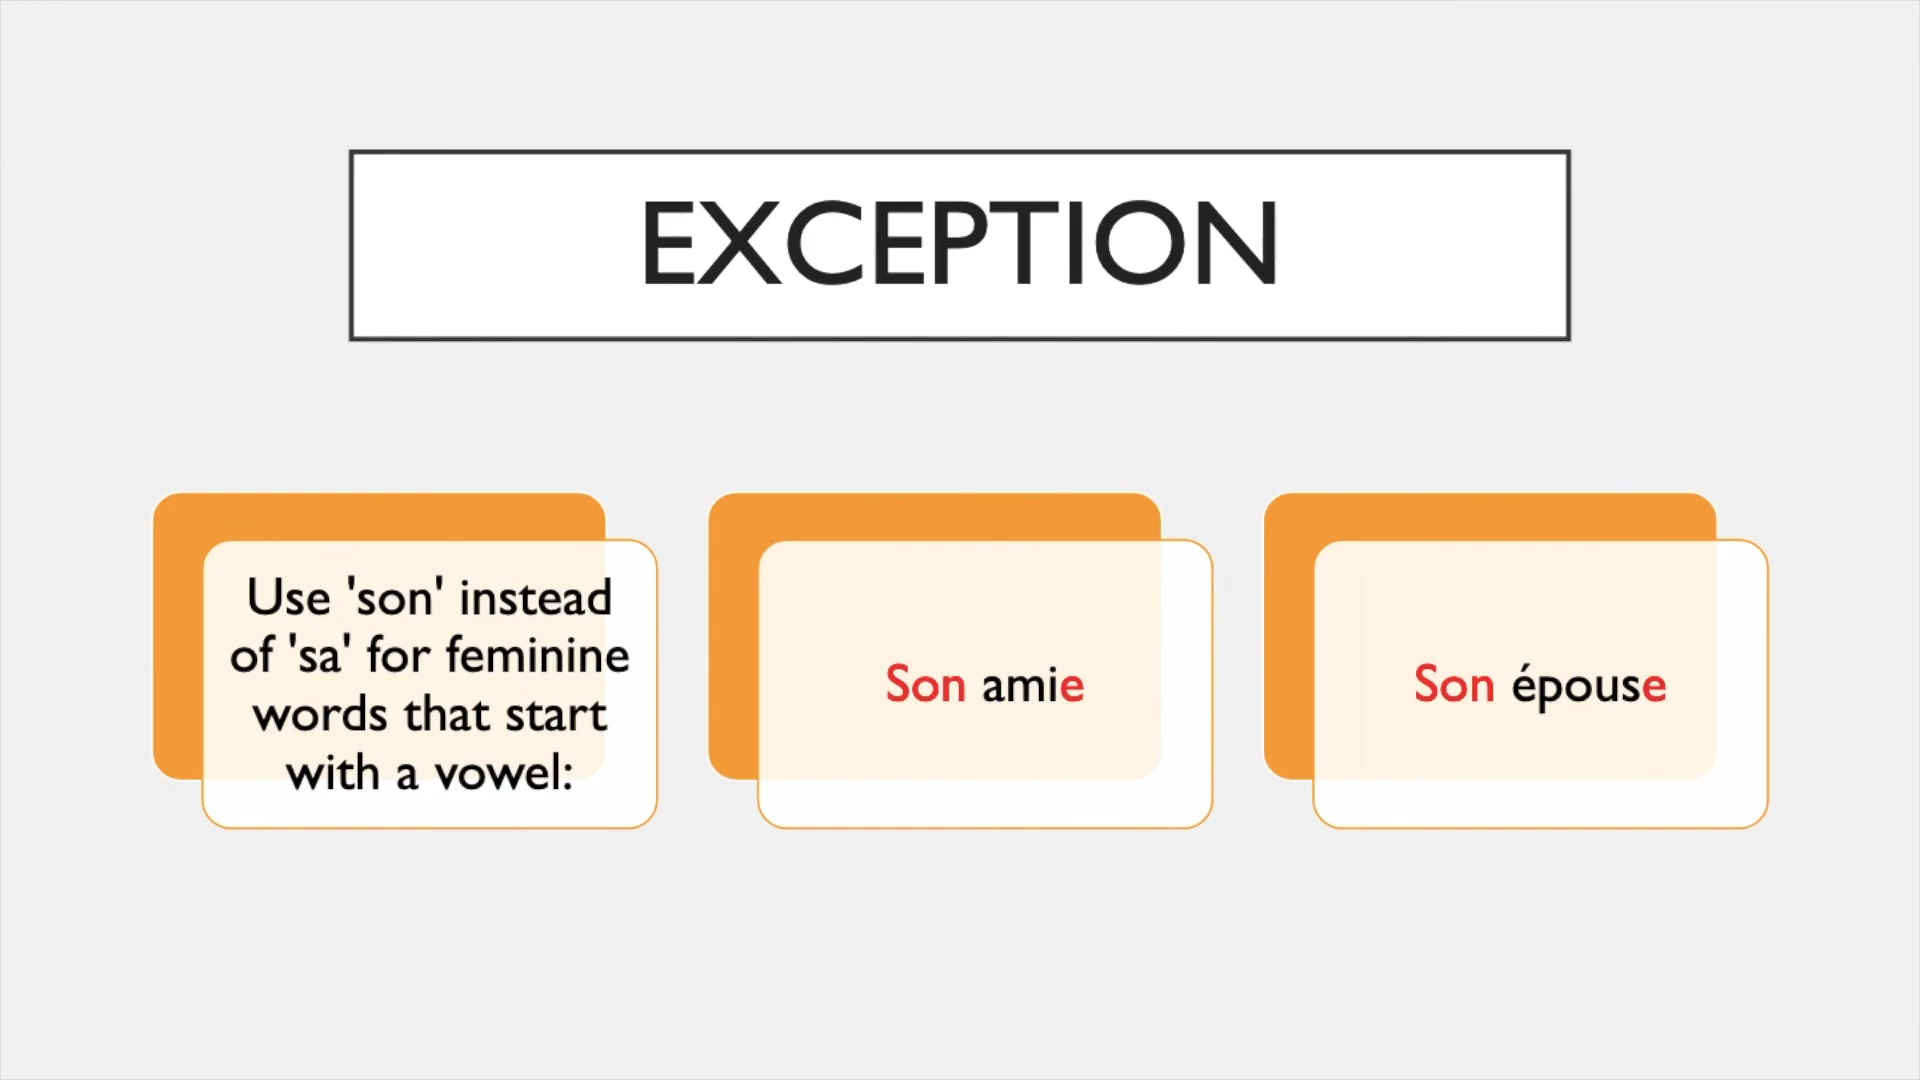 EXCEPTION
Use 'son' instead
of 'sa' for feminine
words that start
with a vowel:
Son amie
Son épouse